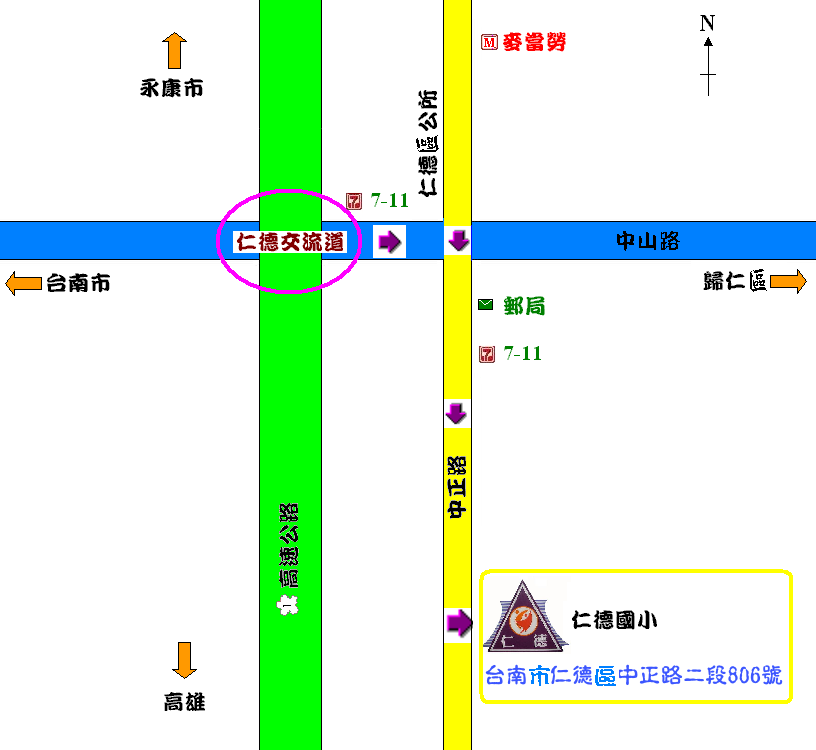 N
麥當勞
永康市
仁德區公所
7-11
仁德交流道
中山路
台南市
歸仁區
郵局
7-11
中正路
高速公路
1
仁德國小
仁德
台南市仁德區中正路二段806號
高雄